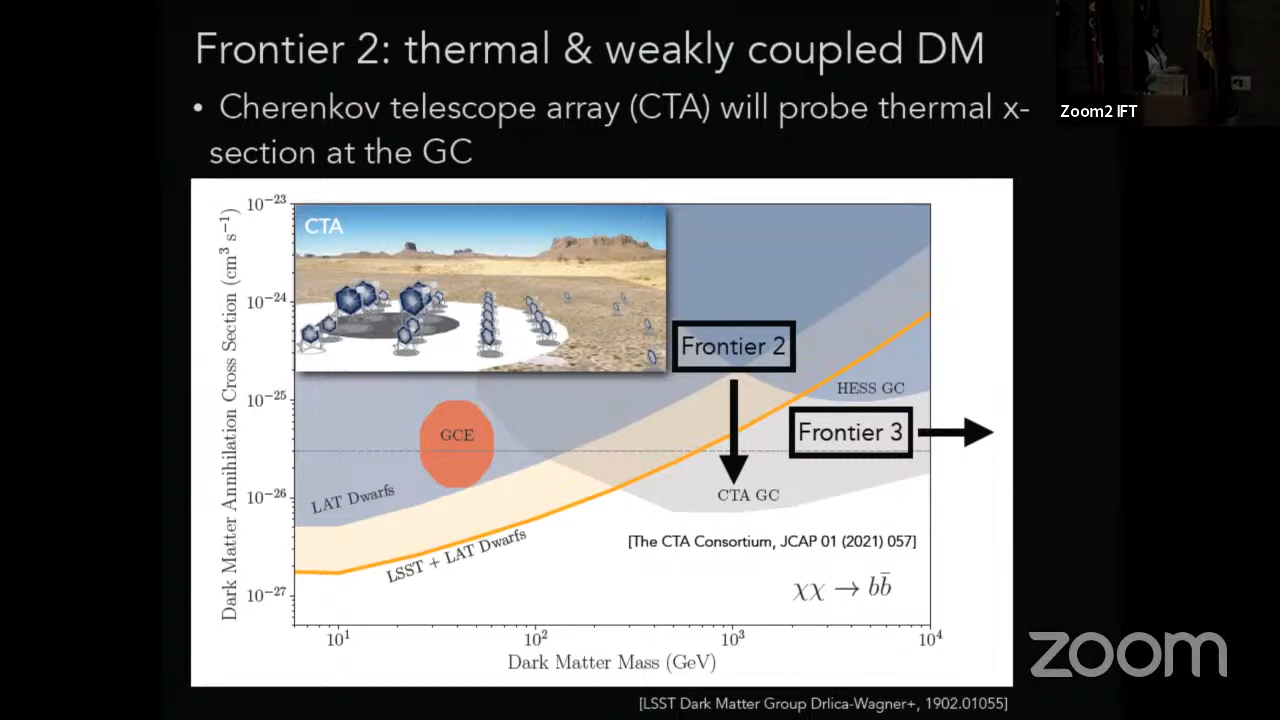 Frontier 2: thermal & weakly coupled DM
• Cherenkov telescope array (CTA) will probe thermal x-
section at the GC
Zoom2 IFT
CTA
Dark Matter Annihilation Cross Section (cm³ s⁻¹)
10⁻²³
10⁻²⁴
10⁻²⁵
10⁻²⁶
10⁻²⁷
Frontier 2
HESS GC
Frontier 3
GCE
LAT Dwarfs
CTA GC
LSST + LAT Dwarfs
[The CTA Consortium, JCAP 01 (2021) 057]
χχ → bb̄
10¹
10²
10³
10⁴
Dark Matter Mass (GeV)
zoom
[LSST Dark Matter Group Drlica-Wagner+, 1902.01055]